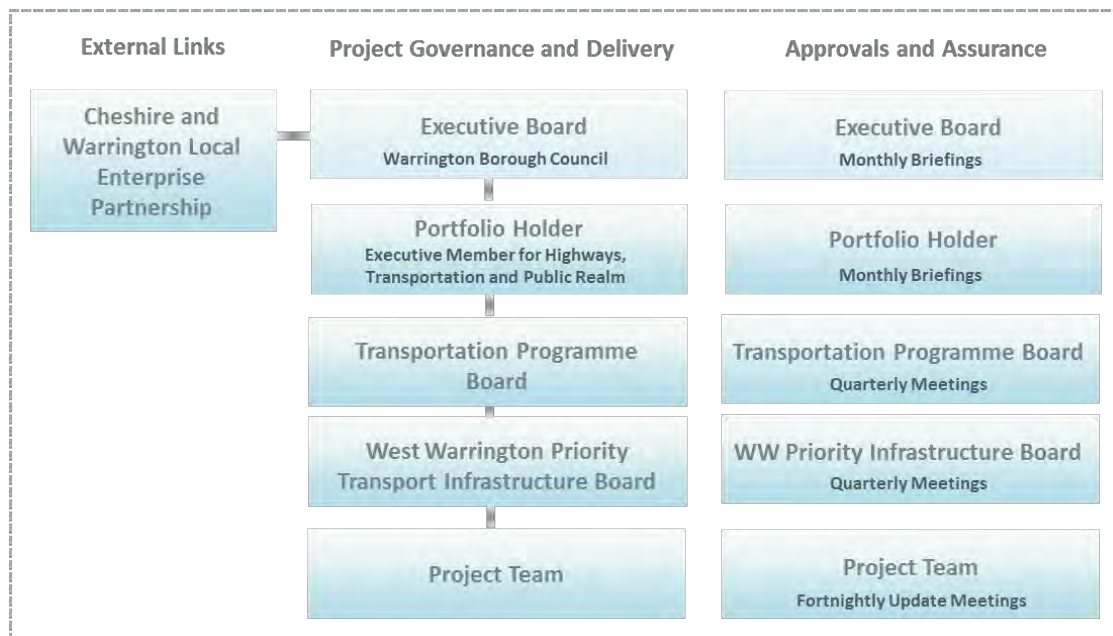 External Links
Project Governance and Delivery
Approvals and Assurance
Cheshire and
Warrington Local
Enterprise
Partnership
Executive Board
Warrington Borough Council
Executive Board
Monthly Briefings
Portfolio Holder
Executive Member for Highways,
Transportation and Public Realm
Portfolio Holder
Monthly Briefings
Transportation Programme
Board
Transportation Programme Board
Quarterly Meetings
West Warrington Priority
Transport Infrastructure Board
WW Priority Infrastructure Board
Quarterly Meetings
Project Team
Project Team
Fortnightly Update Meetings